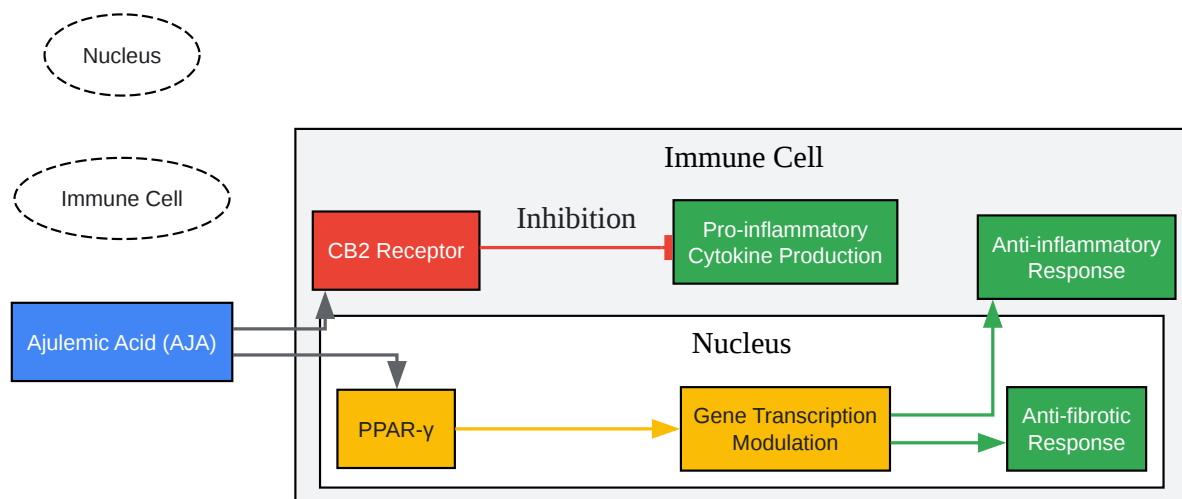 Nucleus
Immune Cell
Immune Cell
CB2 Receptor
Inhibition
Pro-inflammatory
Cytokine Production
Anti-inflammatory
Response
Ajulemic Acid (AJA)
Nucleus
PPAR-γ
Gene Transcription
Modulation
Anti-fibrotic
Response